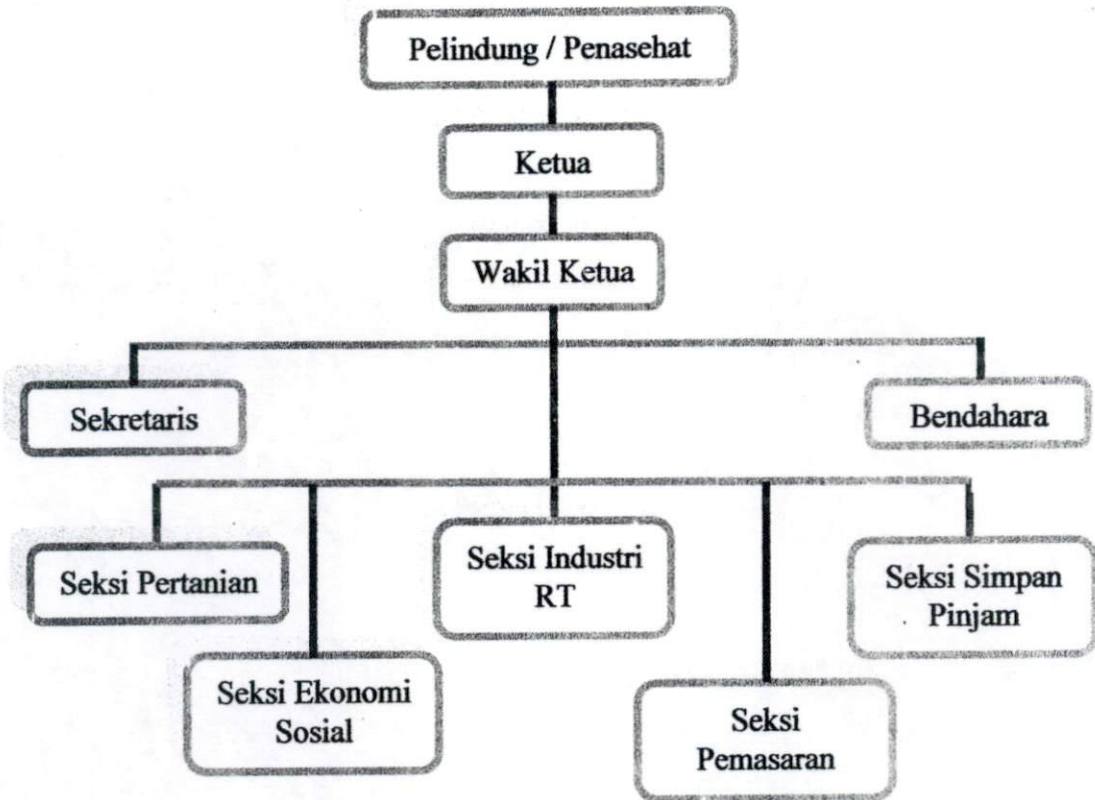 Pelindung / Penasehat
Ketua
Wakil Ketua
Sekretaris
Bendahara
Seksi Pertanian
Seksi Ekonomi
Sosial
Seksi Industri
RT
Seksi
Pemasaran
Seksi Simpan
Pinjam